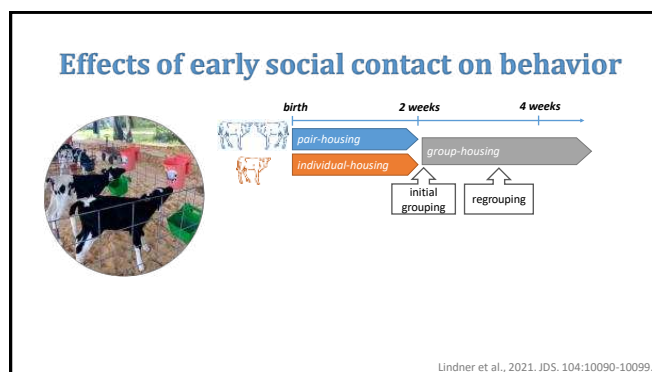 Effects of early social contact on behavior
birth 2 weeks 4 weeks
pair-housing
group-housing
individual-housing
initial
grouping
regrouping
Lindner et al., 2021. JDS. 104:10090-10099.